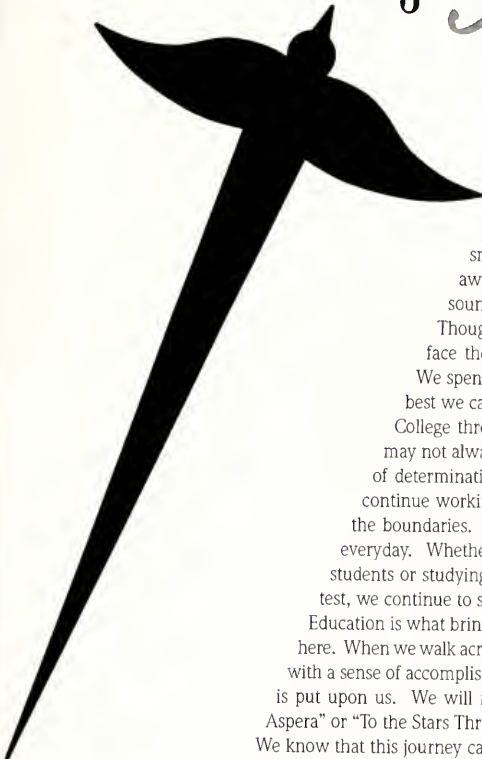 aw
soun
Thoug
face the
We spen
best we ca
College thr
may not alwa
of determinati
continue workin
the boundaries.
everyday. Whethe
students or studying
test, we continue to s
Education is what brin
here. When we walk acr
with a sense of accomplis
is put upon us. We will
Aspera" or "To the Stars Thr
We know that this journey ca